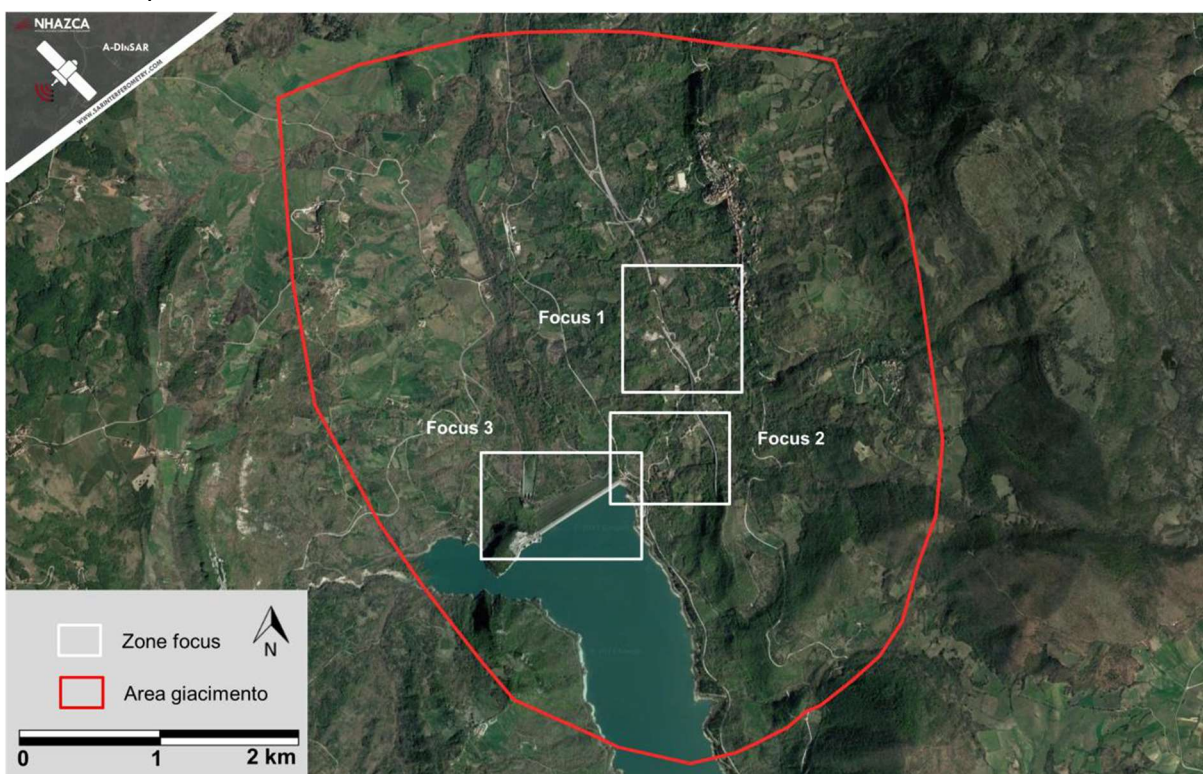 NHAZCA
A-DInSAR
WWW.SARINTERFEROMETRY.COM
Focus 1
Focus 3
Focus 2
Zone focus
N
Area giacimento
0 1 2 km